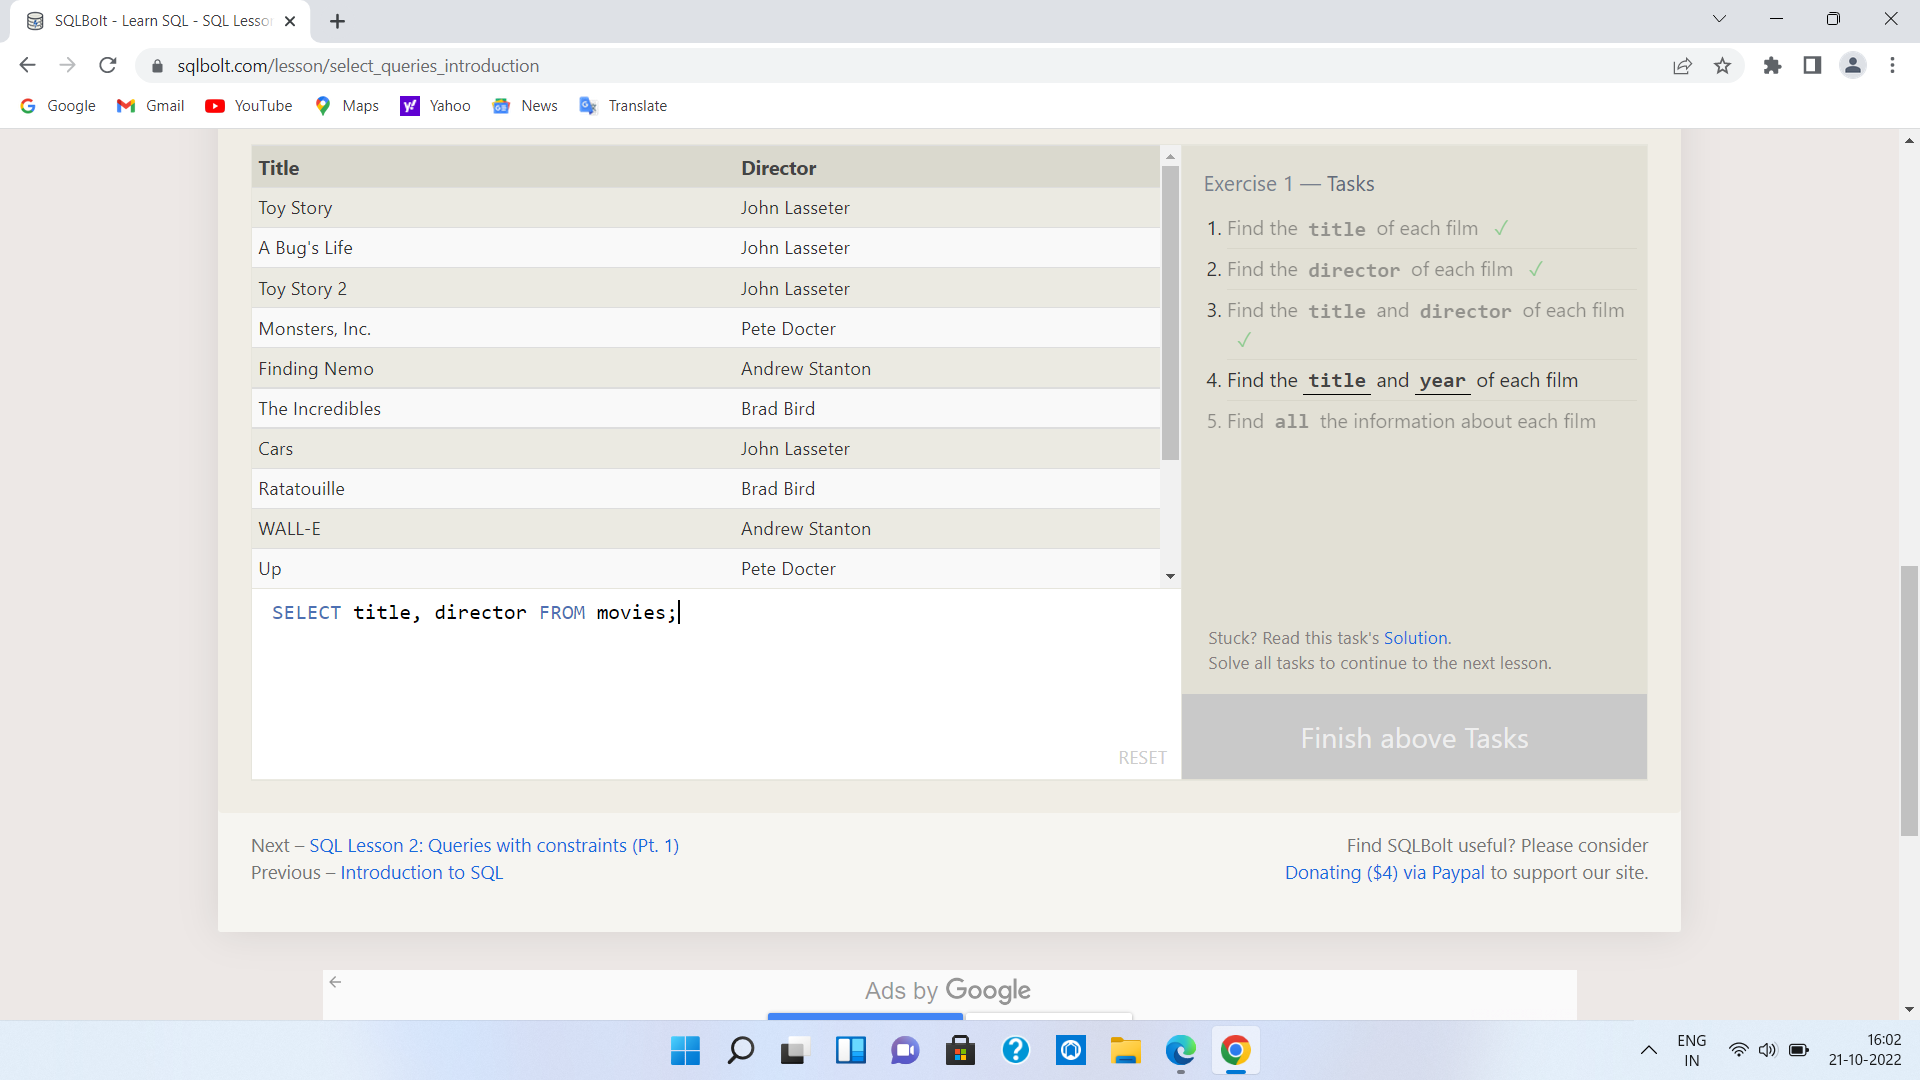 SQLBolt - Learn SQL - SQL Lesso
sqlbolt.com/lesson/select_queries_introduction
Google Gmail YouTube Maps Yahoo News Translate
Title Director
Toy Story John Lasseter
A Bug's Life John Lasseter
Toy Story 2 John Lasseter
Monsters, Inc. Pete Docter
Finding Nemo Andrew Stanton
The Incredibles Brad Bird
Cars John Lasseter
Ratatouille Brad Bird
WALL-E Andrew Stanton
Up Pete Docter
SELECT title, director FROM movies;
RESET
Exercise 1 — Tasks
1. Find the title of each film ✓
2. Find the director of each film ✓
3. Find the title and director of each film
✓
4. Find the title and year of each film
5. Find all the information about each film
Stuck? Read this task's Solution.
Solve all tasks to continue to the next lesson.
Finish above Tasks
Next – SQL Lesson 2: Queries with constraints (Pt. 1)
Previous – Introduction to SQL
Find SQLBolt useful? Please consider
Donating ($4) via Paypal to support our site.
Ads by Google
ENG
IN
16:02
21-10-2022